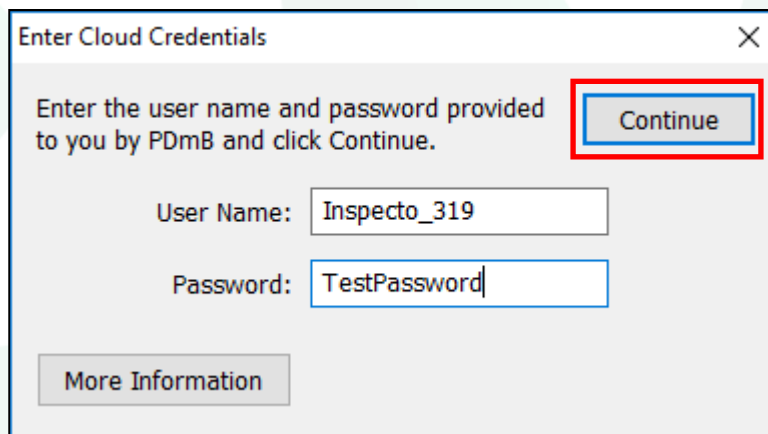 Enter Cloud Credentials
Enter the user name and password provided
to you by PDmB and click Continue.
Continue
User Name: Inspecto_319
Password: TestPassword
More Information